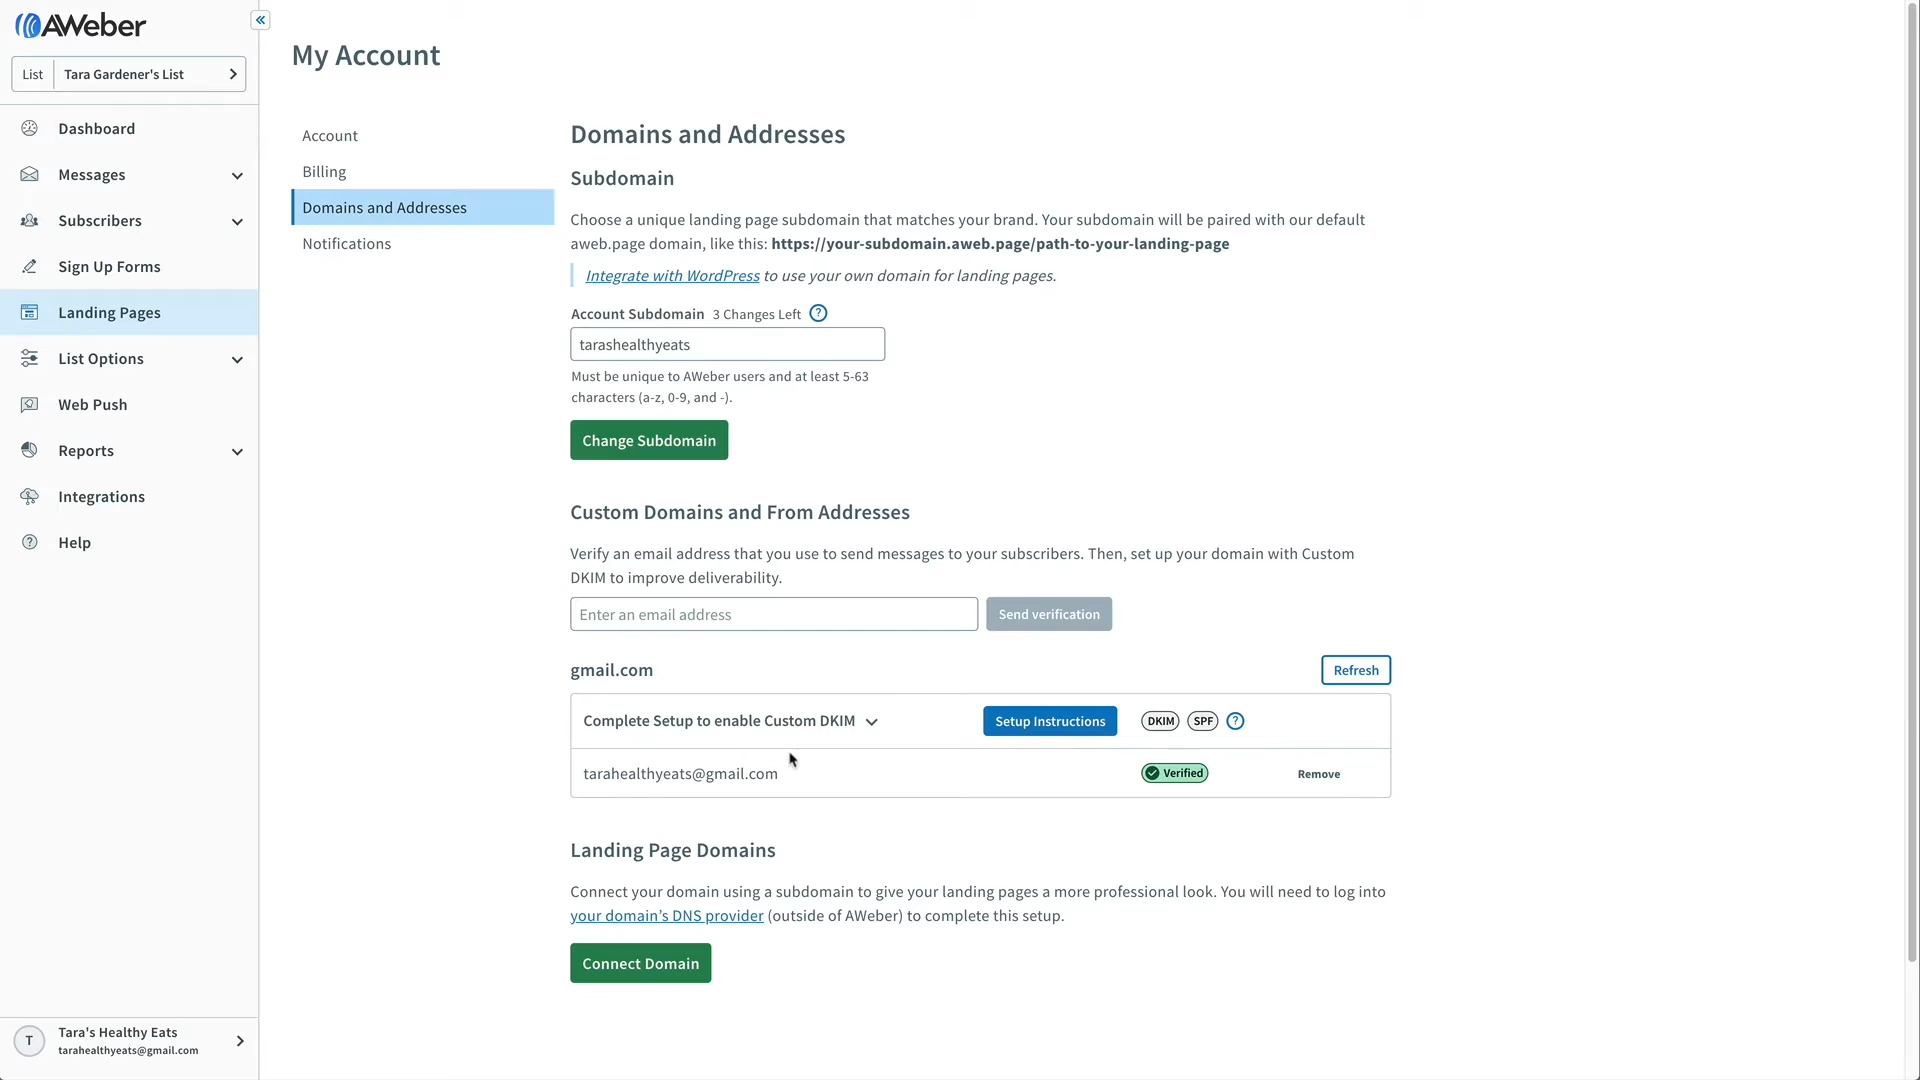 AWeber
List
Tara Gardener's List
Dashboard
Messages
Subscribers
Sign Up Forms
Landing Pages
List Options
Web Push
Reports
Integrations
Help
T
Tara's Healthy Eats
tarahealthyeats@gmail.com
My Account
Account
Billing
Domains and Addresses
Notifications
Domains and Addresses
Subdomain
Choose a unique landing page subdomain that matches your brand. Your subdomain will be paired with our default
aweb.page domain, like this: https://your-subdomain.aweb.page/path-to-your-landing-page
Integrate with WordPress to use your own domain for landing pages.
Account Subdomain 3 Changes Left ?
tarashealthyeats
Must be unique to AWeber users and at least 5-63
characters (a-z, 0-9, and -).
Change Subdomain
Custom Domains and From Addresses
Verify an email address that you use to send messages to your subscribers. Then, set up your domain with Custom
DKIM to improve deliverability.
Enter an email address
Send verification
gmail.com
Refresh
Complete Setup to enable Custom DKIM
Setup Instructions
DKIM SPF ?
tarahealthyeats@gmail.com
Verified
Remove
Landing Page Domains
Connect your domain using a subdomain to give your landing pages a more professional look. You will need to log into
your domain’s DNS provider (outside of AWeber) to complete this setup.
Connect Domain